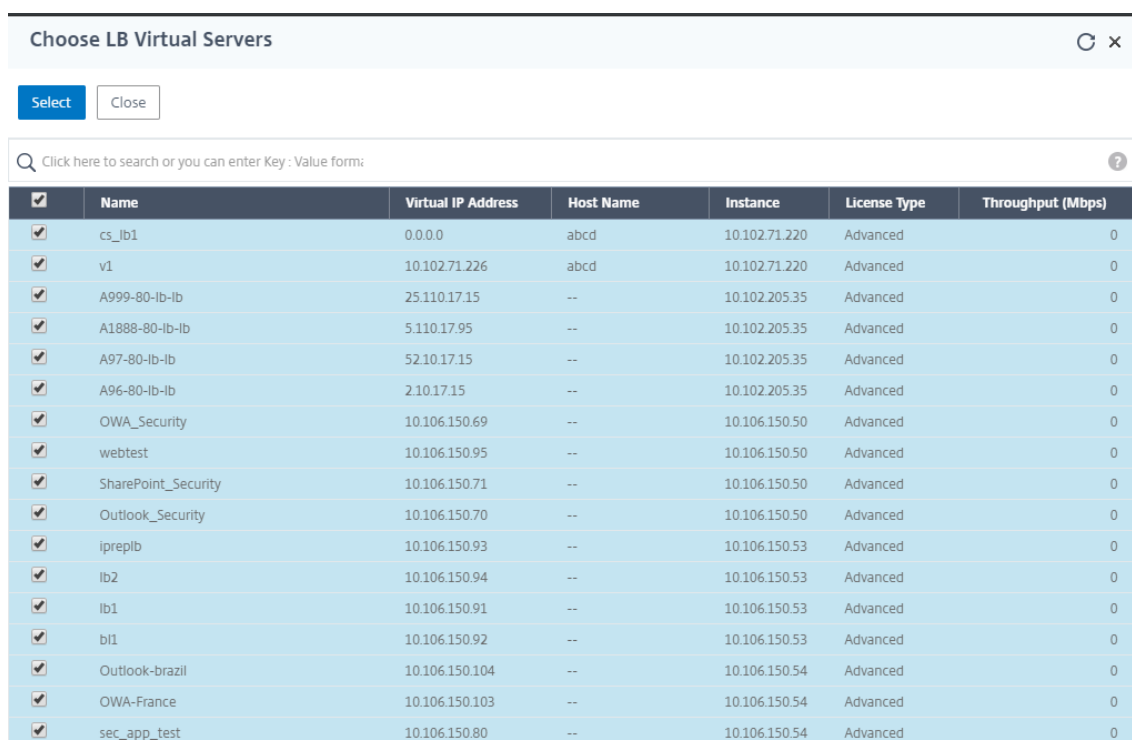 Choose LB Virtual Servers
Select Close
Click here to search or you can enter Key : Value forma
Name Virtual IP Address Host Name Instance License Type Throughput (Mbps)
cs_lb1 0.0.0.0 abcd 10.102.71.220 Advanced 0
v1 10.102.71.226 abcd 10.102.71.220 Advanced 0
A999-80-lb-lb 25.110.17.15 -- 10.102.205.35 Advanced 0
A1888-80-lb-lb 5.110.17.95 -- 10.102.205.35 Advanced 0
A97-80-lb-lb 52.10.17.15 -- 10.102.205.35 Advanced 0
A96-80-lb-lb 2.10.17.15 -- 10.102.205.35 Advanced 0
OWA_Security 10.106.150.69 -- 10.106.150.50 Advanced 0
webtest 10.106.150.95 -- 10.106.150.50 Advanced 0
SharePoint_Security 10.106.150.71 -- 10.106.150.50 Advanced 0
Outlook_Security 10.106.150.70 -- 10.106.150.50 Advanced 0
ipreplb 10.106.150.93 -- 10.106.150.53 Advanced 0
lb2 10.106.150.94 -- 10.106.150.53 Advanced 0
lb1 10.106.150.91 -- 10.106.150.53 Advanced 0
bl1 10.106.150.92 -- 10.106.150.53 Advanced 0
Outlook-brazil 10.106.150.104 -- 10.106.150.54 Advanced 0
OWA-France 10.106.150.103 -- 10.106.150.54 Advanced 0
sec_app_test 10.106.150.80 -- 10.106.150.54 Advanced 0